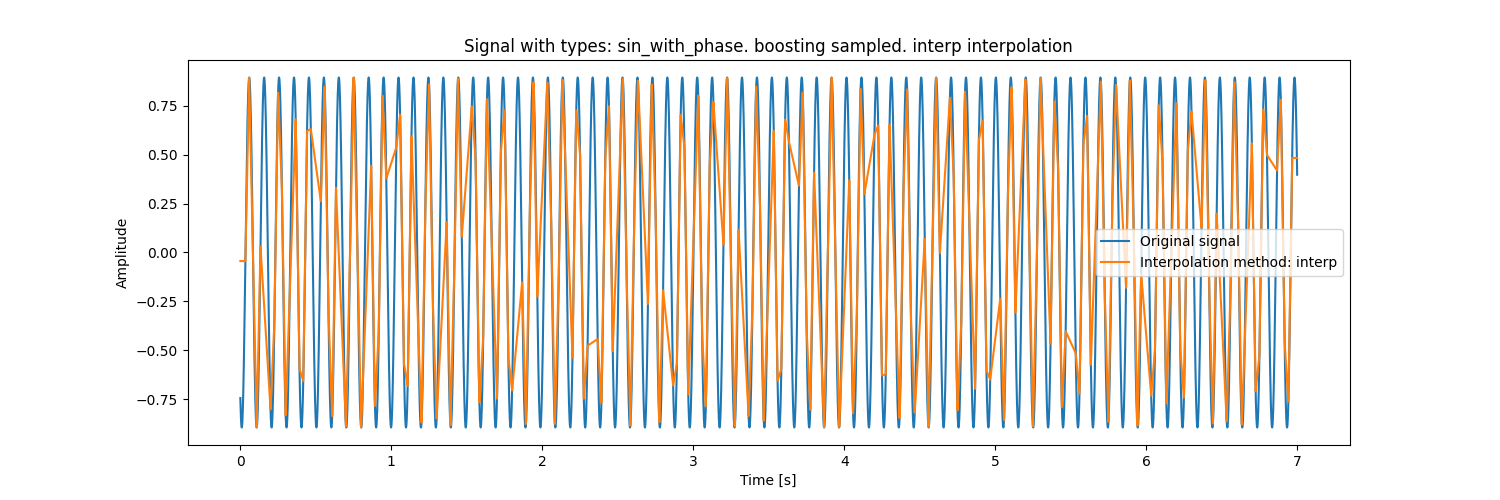 Signal with types: sin_with_phase. boosting sampled. interp interpolation
0.75
0.50
0.25
0.00
−0.25
−0.50
−0.75
Amplitude
Original signal
Interpolation method: interp
0 1 2 3 4 5 6 7
Time [s]